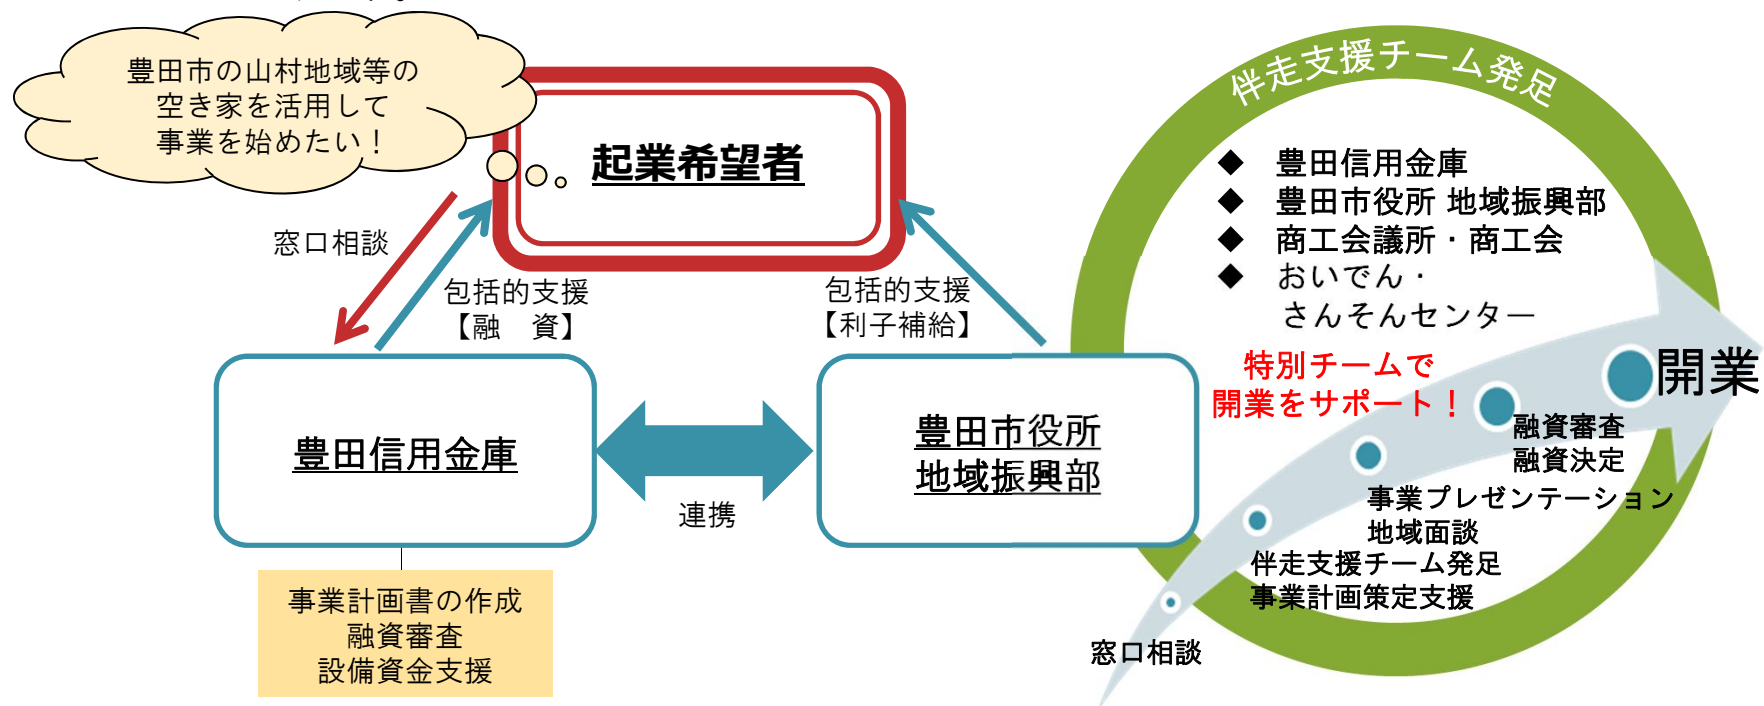 豊田市の山村地域等の
空き家を活用して
事業を始めたい！
起業希望者
窓口相談
包括的支援
【融　資】
包括的支援
【利子補給】
豊田信用金庫
連携
豊田市役所
地域振興部
事業計画書の作成
融資審査
設備資金支援
伴走支援チーム発足
◆ 豊田信用金庫
◆ 豊田市役所 地域振興部
◆ 商工会議所・商工会
◆ おいでん・
さんそんセンター
特別チームで
開業をサポート！
開業
融資審査
融資決定
事業プレゼンテーション
地域面談
伴走支援チーム発足
事業計画策定支援
窓口相談